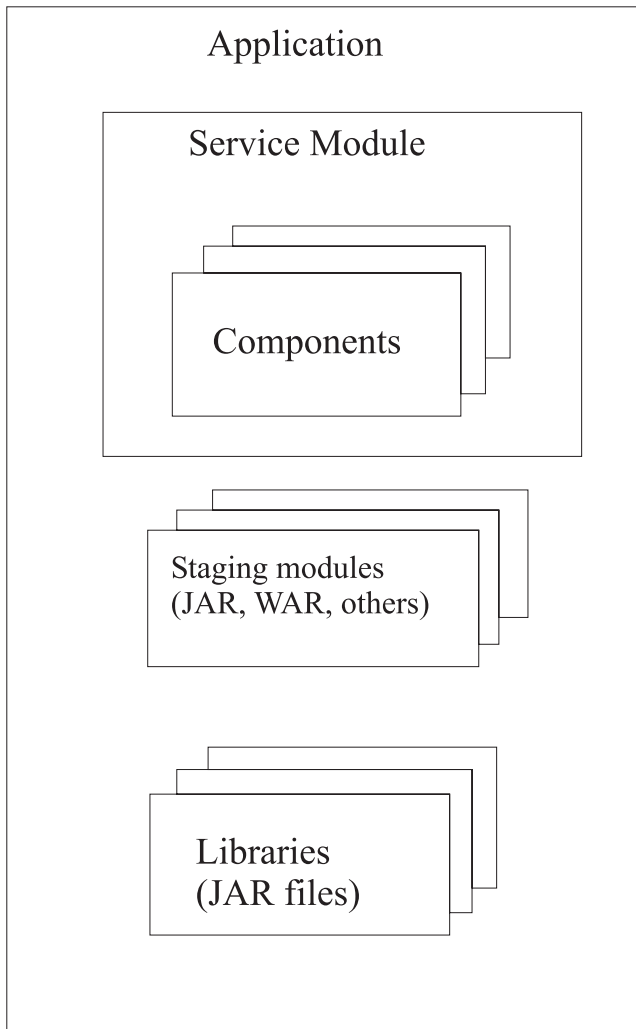 Application
Service Module
Components
Staging modules
(JAR, WAR, others)
Libraries
(JAR files)